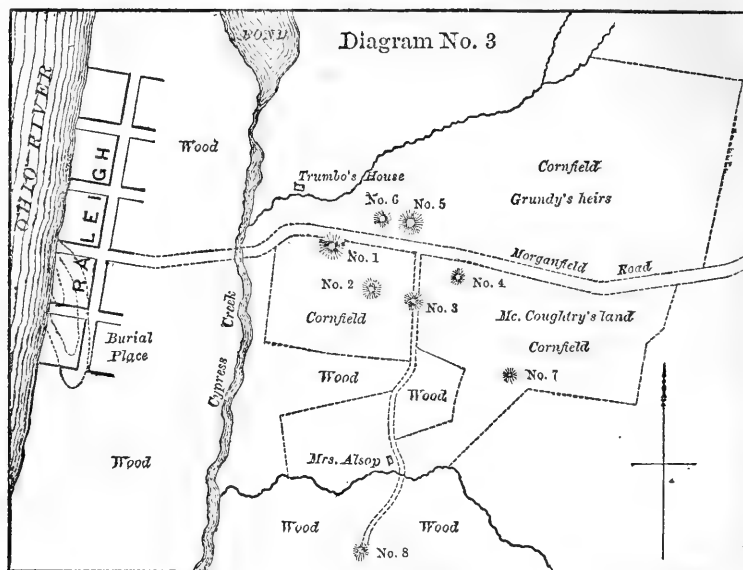 Diagram No. 3
POND
OHIO RIVER
RALEIGH
Wood
Trumbo's House
Cornfield
Grundy's heirs
No. 6
No. 5
No. 1
Morganfield Road
No. 2
No. 4
No. 3
Cornfield
Mc. Coughtry's land
Cornfield
Burial
Place
Cypress Creek
Wood
Wood
No. 7
Wood
Mrs. Alsop
Wood
Wood
No. 8